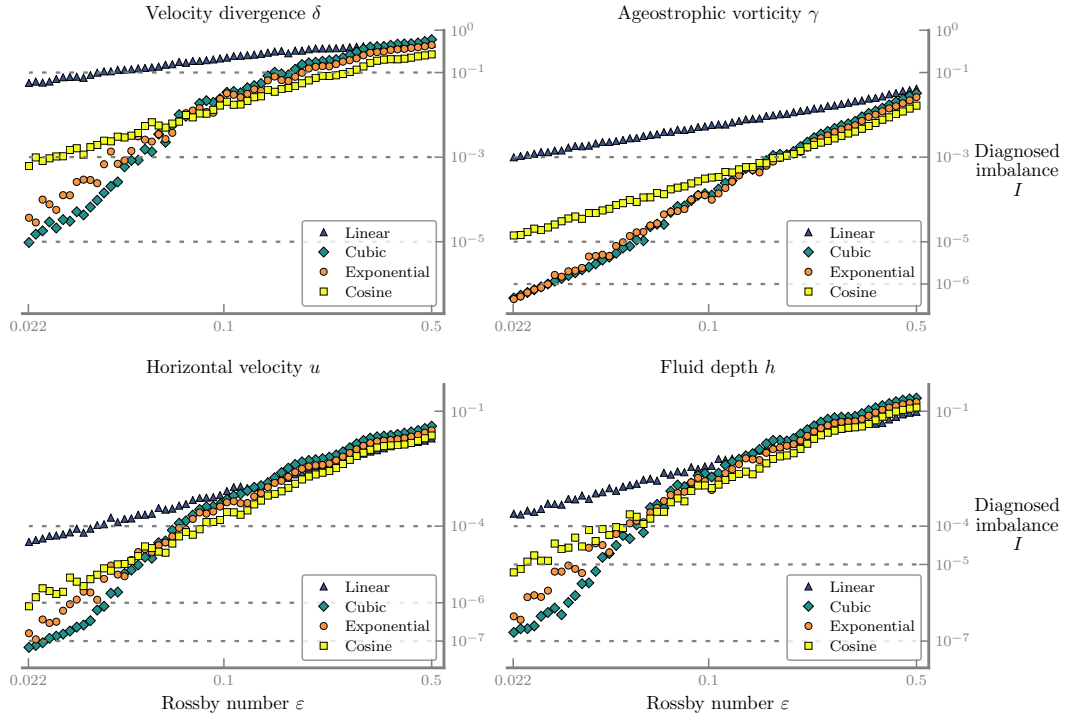 Velocity divergence δ
10⁰
10⁻¹
10⁻³
10⁻⁵
Linear
Cubic
Exponential
Cosine
0.022
0.1
0.5
Ageostrophic vorticity γ
10⁰
10⁻¹
10⁻³
10⁻⁵
10⁻⁶
Diagnosed
imbalance
I
Linear
Cubic
Exponential
Cosine
0.022
0.1
0.5
Horizontal velocity u
10⁻¹
10⁻⁴
10⁻⁶
10⁻⁷
Linear
Cubic
Exponential
Cosine
0.022
0.1
0.5
Rossby number ε
Fluid depth h
10⁻¹
10⁻⁴
10⁻⁵
10⁻⁷
Diagnosed
imbalance
I
Linear
Cubic
Exponential
Cosine
0.022
0.1
0.5
Rossby number ε